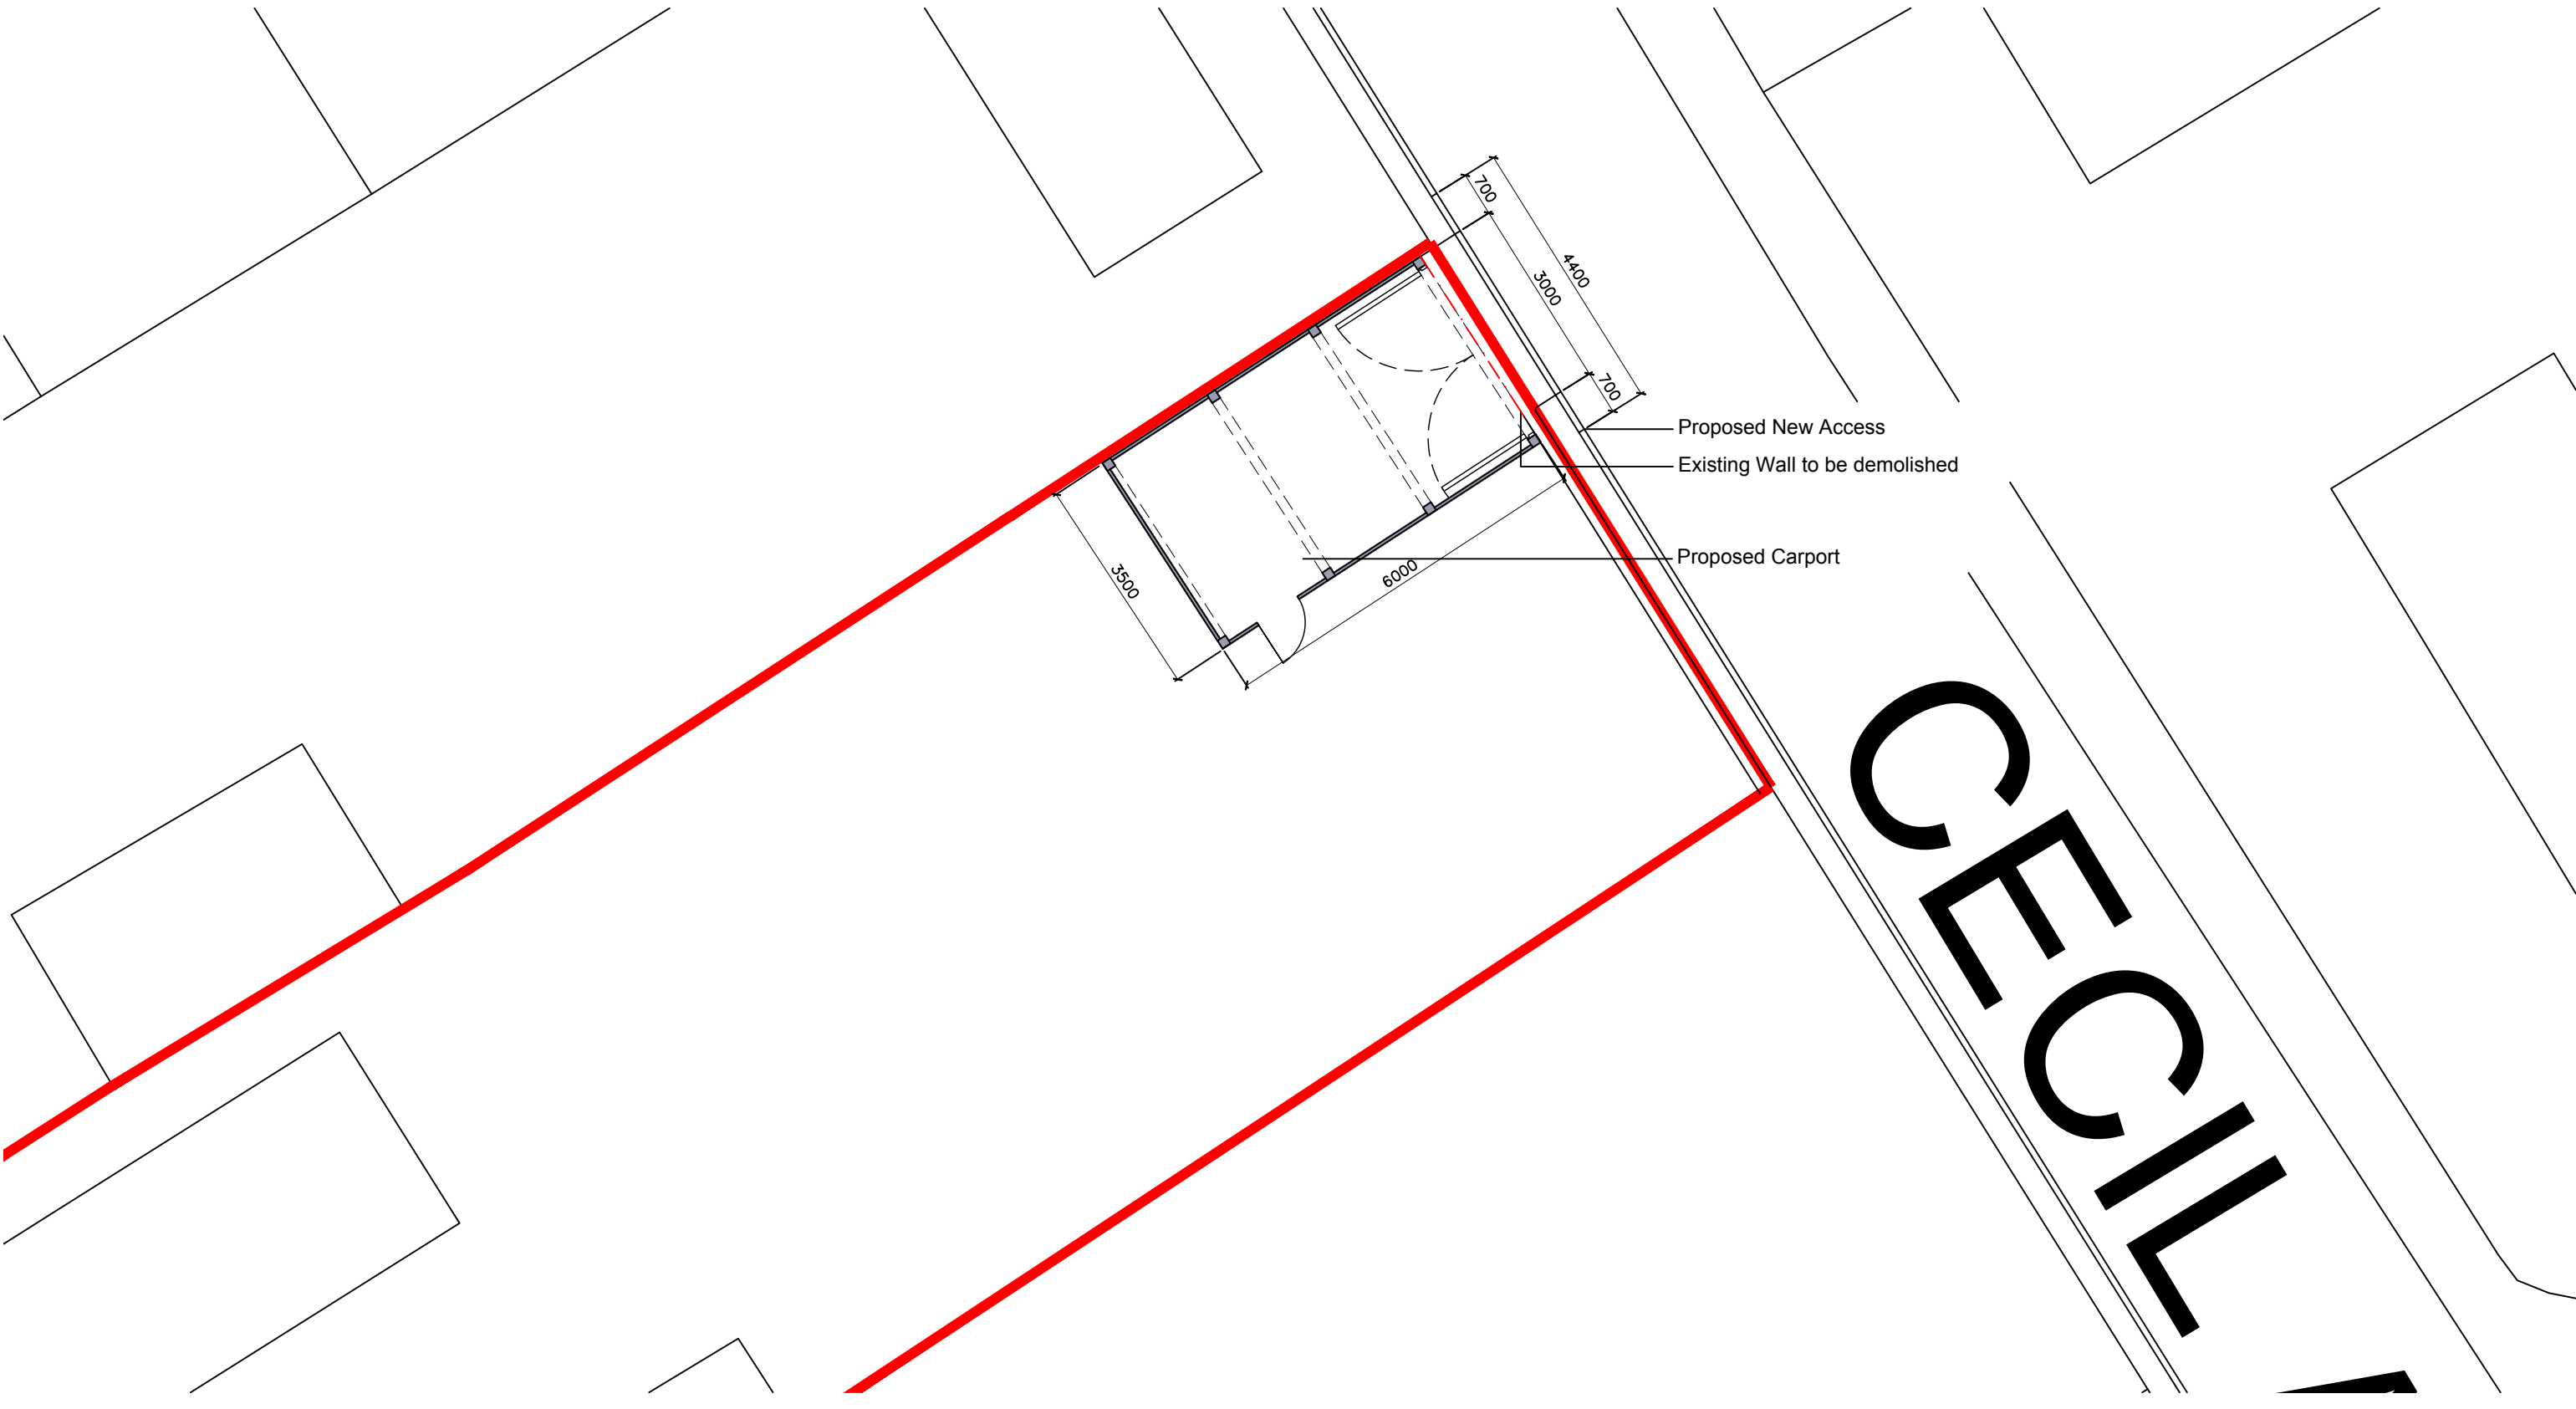 700
4400
3000
700
Proposed New Access
Existing Wall to be demolished
Proposed Carport
3500
6000
CECIL